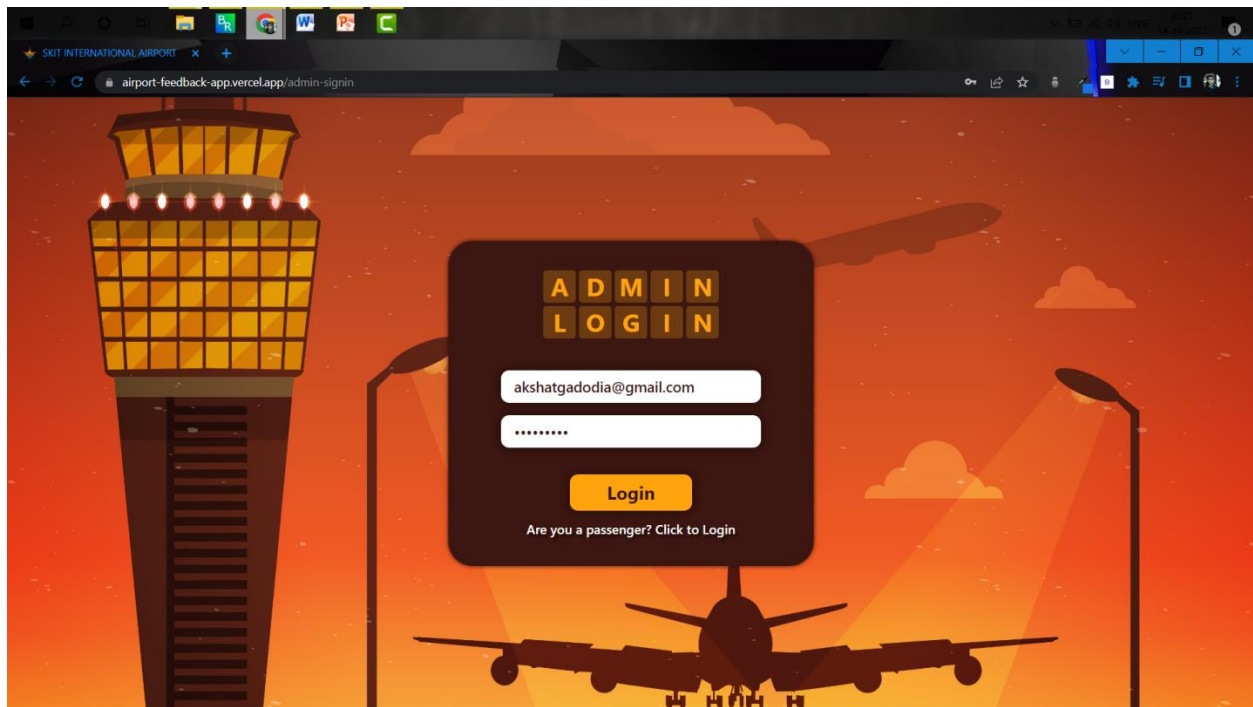 SKIT INTERNATIONAL AIRPORT
airport-feedback-app.vercel.app/admin-signin
ADMIN
LOGIN
akshatgadodia@gmail.com
•••••••••
Login
Are you a passenger? Click to Login